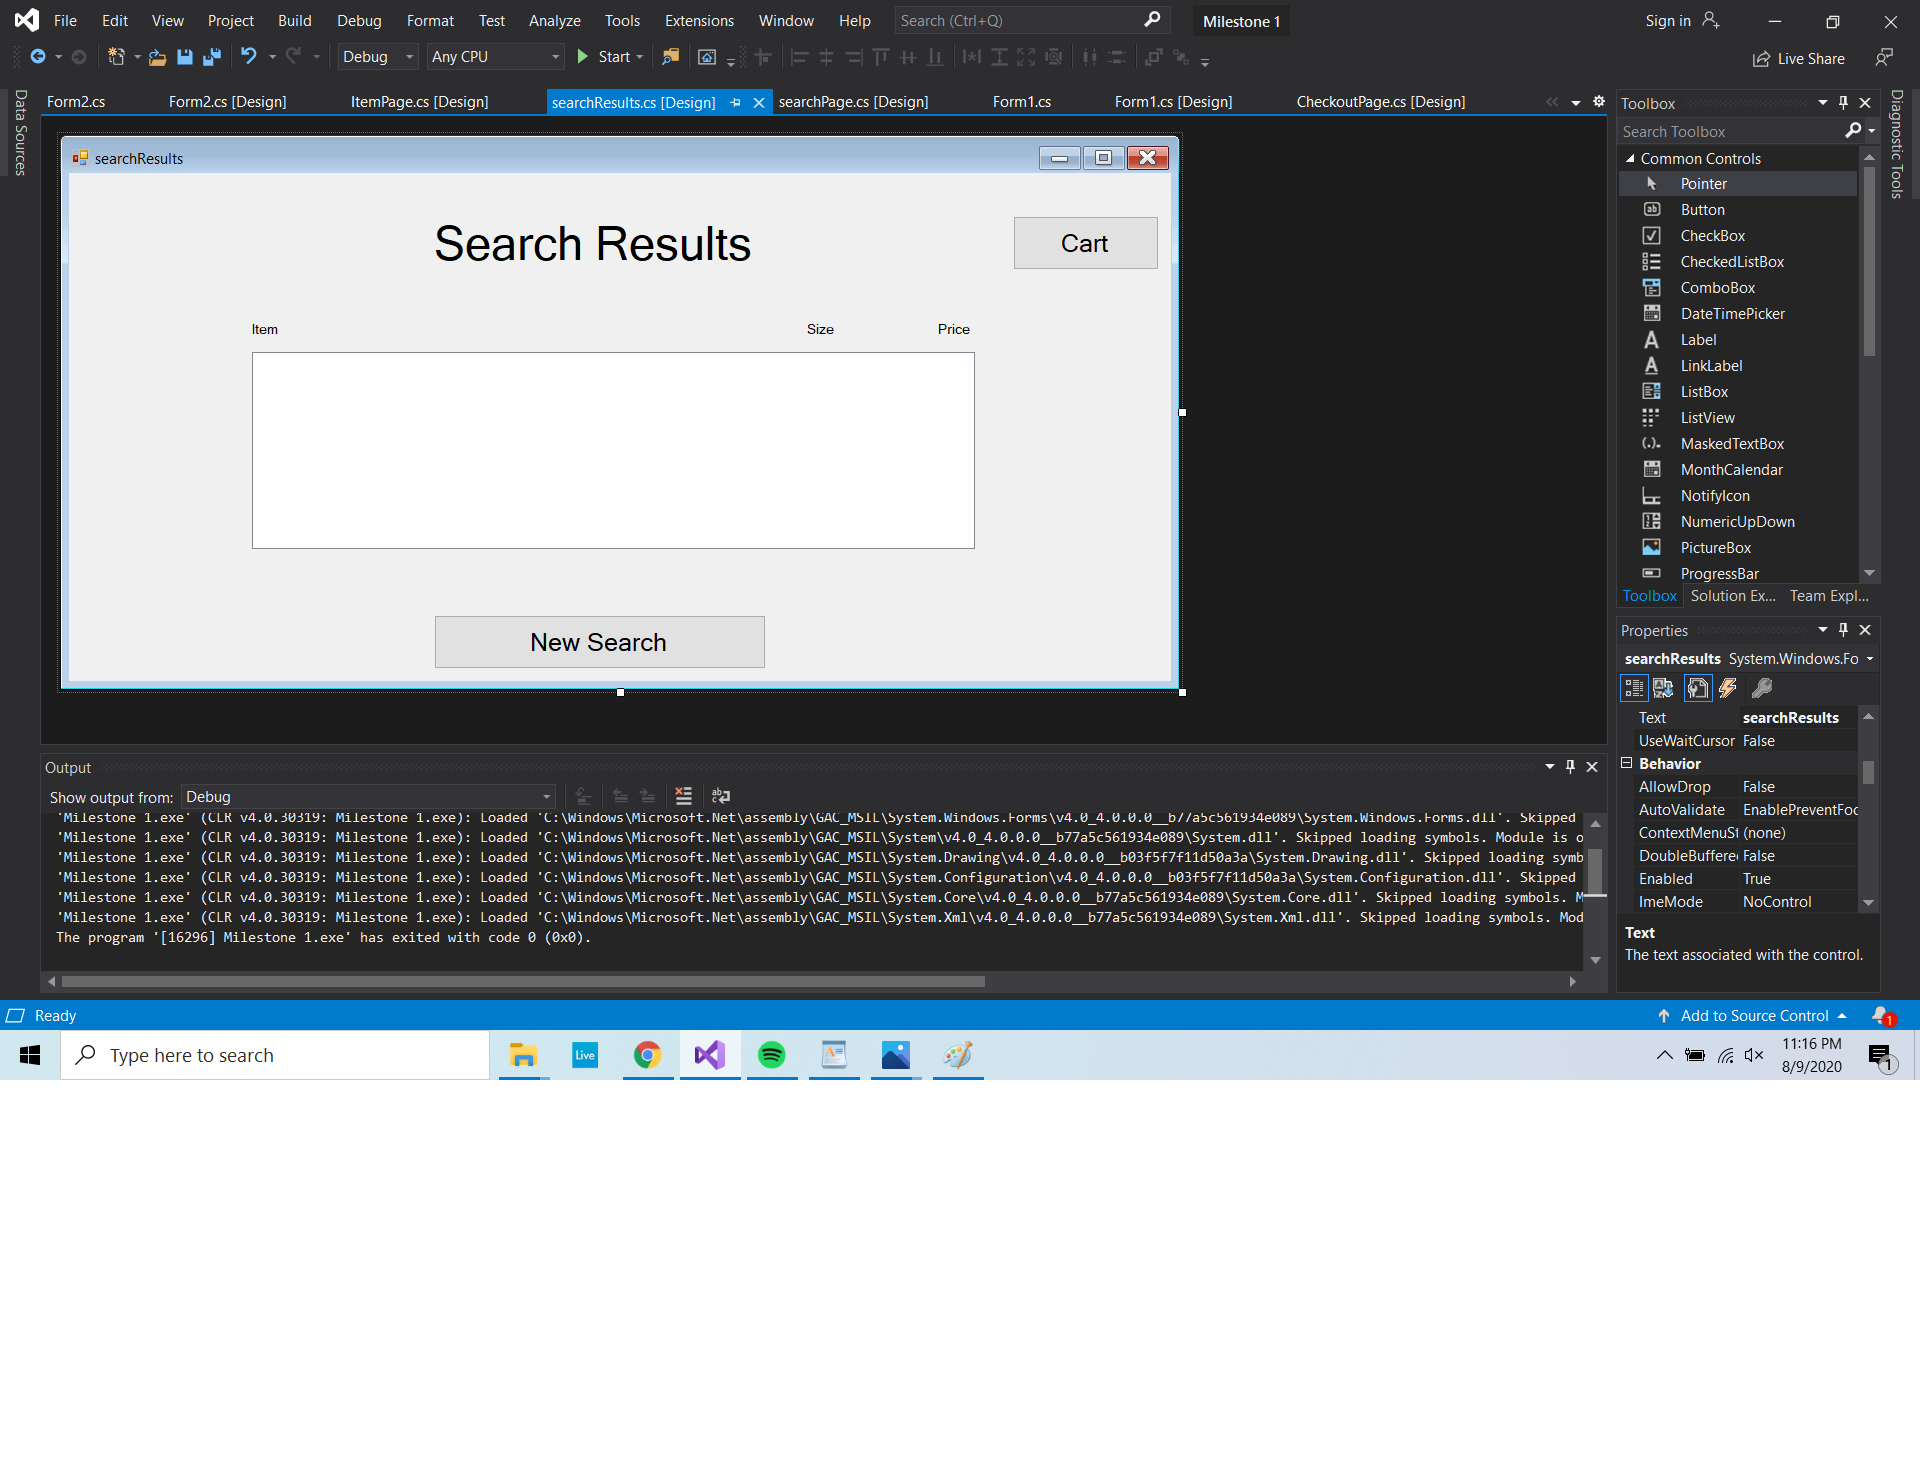 File Edit View Project Build Debug Format Test Analyze Tools Extensions Window Help Search (Ctrl+Q) Milestone 1 Sign in
Debug Any CPU Start Live Share
Data Sources
Form2.cs Form2.cs [Design] ItemPage.cs [Design] searchResults.cs [Design] searchPage.cs [Design] Form1.cs Form1.cs [Design] CheckoutPage.cs [Design]
searchResults
Search Results
Cart
Item Size Price
New Search
Output
Show output from: Debug
'Milestone 1.exe' (CLR v4.0.30319: Milestone 1.exe): Loaded 'C:\Windows\Microsoft.Net\assembly\GAC_MSIL\System.Windows.Forms\v4.0_4.0.0.0__b77a5c561934e089\System.Windows.Forms.dll'. Skipped
'Milestone 1.exe' (CLR v4.0.30319: Milestone 1.exe): Loaded 'C:\Windows\Microsoft.Net\assembly\GAC_MSIL\System\v4.0_4.0.0.0__b77a5c561934e089\System.dll'. Skipped loading symbols. Module is o
'Milestone 1.exe' (CLR v4.0.30319: Milestone 1.exe): Loaded 'C:\Windows\Microsoft.Net\assembly\GAC_MSIL\System.Drawing\v4.0_4.0.0.0__b03f5f7f11d50a3a\System.Drawing.dll'. Skipped loading symb
'Milestone 1.exe' (CLR v4.0.30319: Milestone 1.exe): Loaded 'C:\Windows\Microsoft.Net\assembly\GAC_MSIL\System.Configuration\v4.0_4.0.0.0__b03f5f7f11d50a3a\System.Configuration.dll'. Skipped
'Milestone 1.exe' (CLR v4.0.30319: Milestone 1.exe): Loaded 'C:\Windows\Microsoft.Net\assembly\GAC_MSIL\System.Core\v4.0_4.0.0.0__b77a5c561934e089\System.Core.dll'. Skipped loading symbols. M
'Milestone 1.exe' (CLR v4.0.30319: Milestone 1.exe): Loaded 'C:\Windows\Microsoft.Net\assembly\GAC_MSIL\System.Xml\v4.0_4.0.0.0__b77a5c561934e089\System.Xml.dll'. Skipped loading symbols. Mod
The program '[16296] Milestone 1.exe' has exited with code 0 (0x0).
Toolbox
Search Toolbox
Common Controls
Pointer
Button
CheckBox
CheckedListBox
ComboBox
DateTimePicker
Label
LinkLabel
ListBox
ListView
MaskedTextBox
MonthCalendar
NotifyIcon
NumericUpDown
PictureBox
ProgressBar
Toolbox Solution Ex... Team Expl...
Diagnostic Tools
Properties
searchResults System.Windows.Fo
Text searchResults
UseWaitCursor False
Behavior
AllowDrop False
AutoValidate EnablePreventFoc
ContextMenuSt (none)
DoubleBuffered False
Enabled True
ImeMode NoControl
Text
The text associated with the control.
Ready Add to Source Control 1
Type here to search Live 11:16 PM
8/9/2020 1